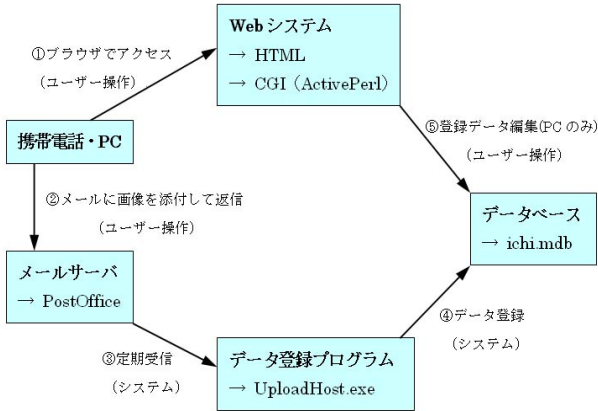 Webシステム
→ HTML
→ CGI（ActivePerl）
①ブラウザでアクセス
（ユーザー操作）
携帯電話・PC
⑤登録データ編集(PCのみ)
（ユーザー操作）
②メールに画像を添付して返信
（ユーザー操作）
データベース
→ ichi.mdb
メールサーバ
→ PostOffice
④データ登録
（システム）
③定期受信
（システム）
データ登録プログラム
→ UploadHost.exe